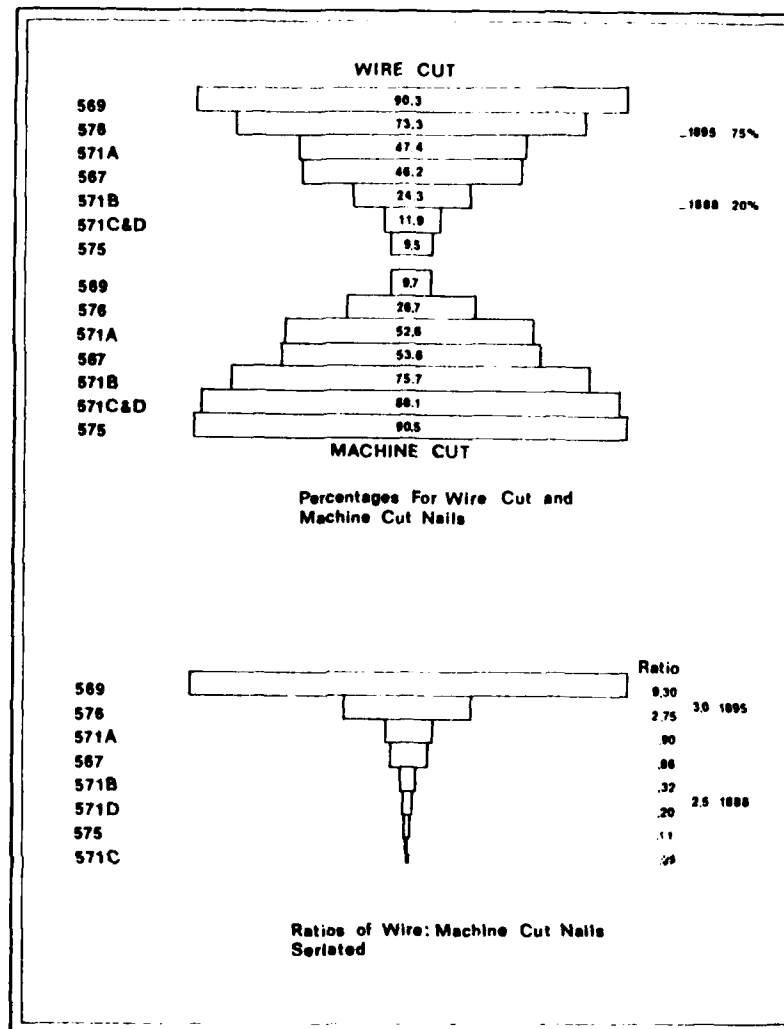 WIRE CUT
569 90.3
576 73.3
_1895 75%
571A 47.4
567 46.2
571B 24.3
_1888 20%
571C&D 11.9
575 9.5
569 9.7
576 26.7
571A 52.6
567 53.8
571B 75.7
571C&D 88.1
575 90.5
MACHINE CUT
Percentages For Wire Cut and
Machine Cut Nails
Ratio
569 9.30
3.0 1895
576 2.75
571A .90
567 .86
571B .32
2.5 1888
571D .20
575 .11
571C
Ratios of Wire: Machine Cut Nails
Seriated